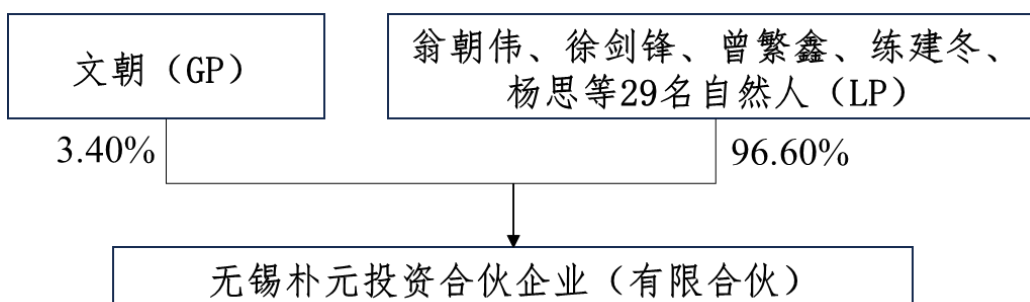 文朝（GP）
翁朝伟、徐剑锋、曾繁鑫、练建冬、
杨思等29名自然人（LP）
3.40%
96.60%
无锡朴元投资合伙企业（有限合伙）